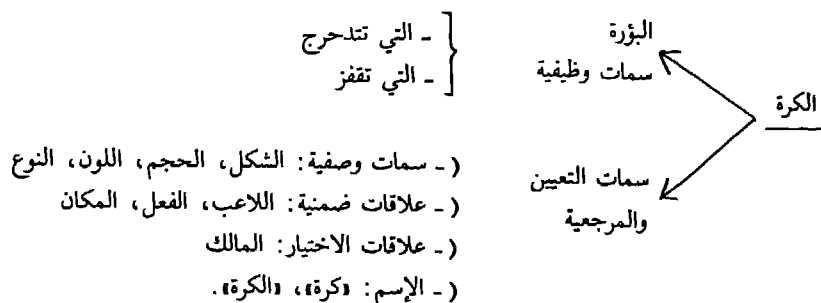 الكرة
البؤرة
سمات وظيفية
- التي تتدحرج
- التي تقفز
سمات التعيين
والمرجعية
(- سمات وصفية: الشكل، الحجم، اللون، النوع
(- علاقات ضمنية: اللاعب، الفعل، المكان
(- علاقات الاختيار: المالك
(- الإسم: «كرة»، «الكرة».